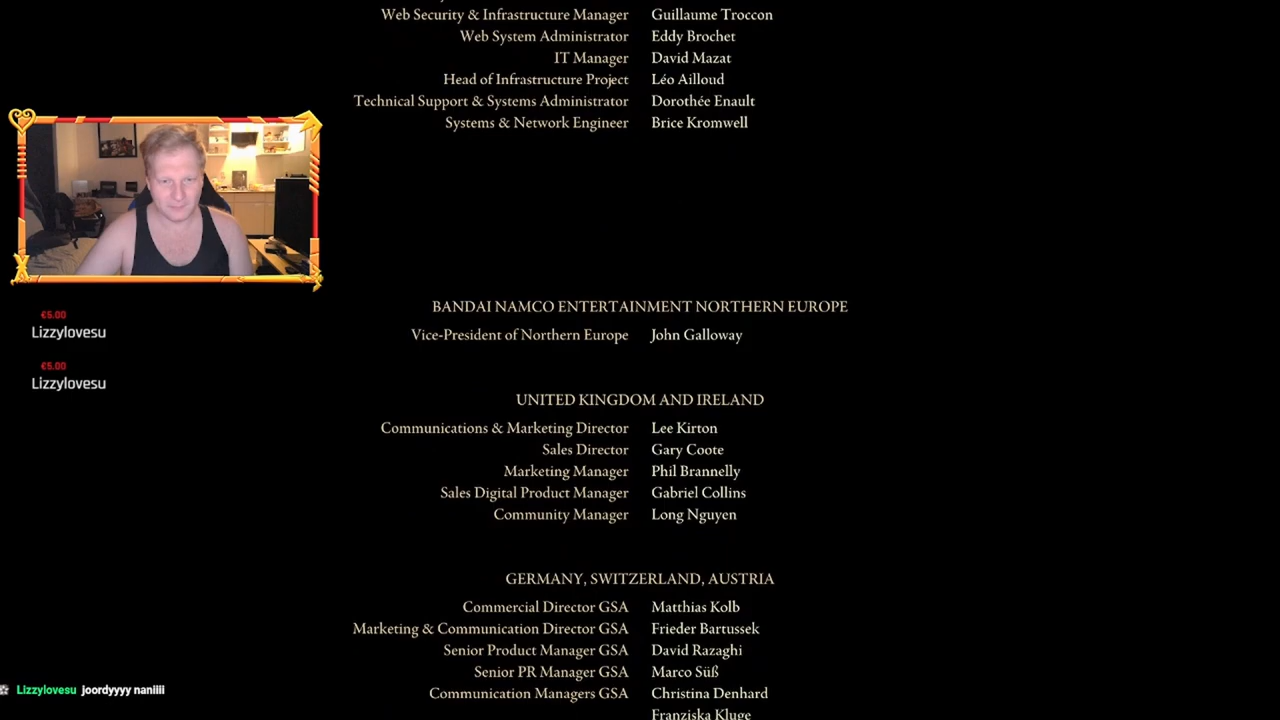 Web Security & Infrastructure Manager Guillaume Troccon
Web System Administrator Eddy Brochet
IT Manager David Mazat
Head of Infrastructure Project Léo Ailloud
Technical Support & Systems Administrator Dorothée Enault
Systems & Network Engineer Brice Kromwell
BANDAI NAMCO ENTERTAINMENT NORTHERN EUROPE
Vice-President of Northern Europe John Galloway
€5.00
Lizzylovesu
€5.00
Lizzylovesu
UNITED KINGDOM AND IRELAND
Communications & Marketing Director Lee Kirton
Sales Director Gary Coote
Marketing Manager Phil Brannelly
Sales Digital Product Manager Gabriel Collins
Community Manager Long Nguyen
GERMANY, SWITZERLAND, AUSTRIA
Commercial Director GSA Matthias Kolb
Marketing & Communication Director GSA Frieder Bartussek
Senior Product Manager GSA David Razaghi
Senior PR Manager GSA Marco Süß
Communication Managers GSA Christina Denhard
Franziska Kluge
Lizzylovesu joordyyyy naniiii